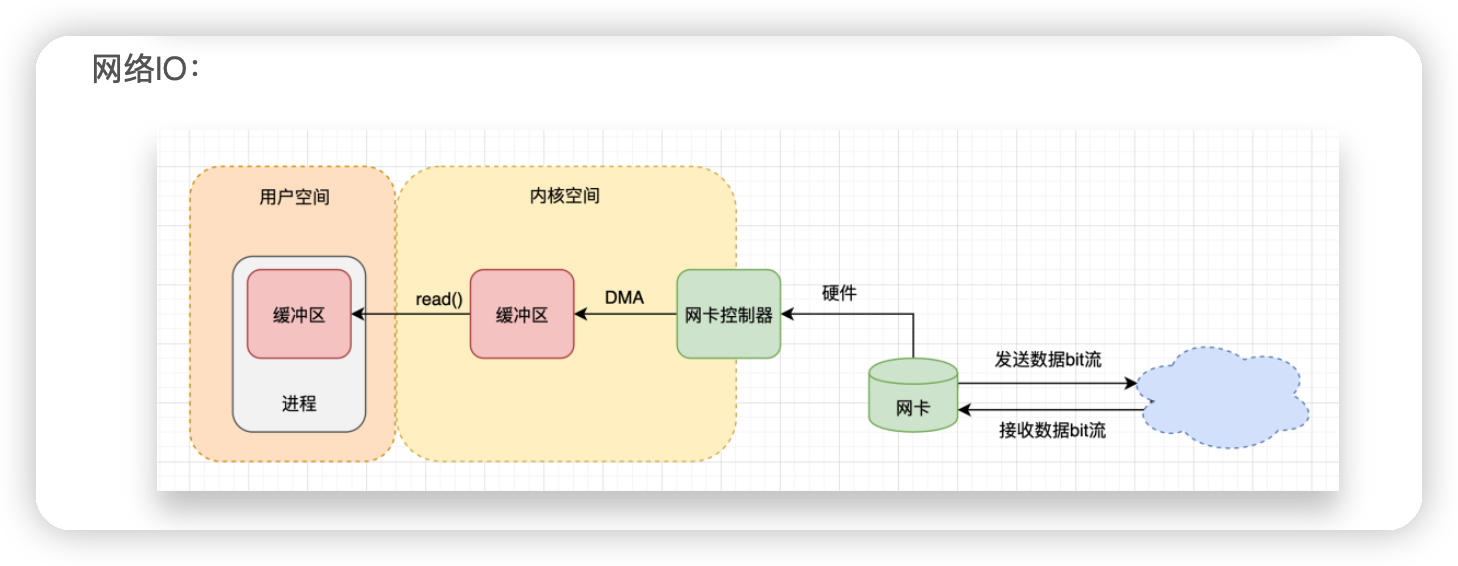 网络IO：
用户空间
内核空间
缓冲区
进程
read()
缓冲区
DMA
网卡控制器
硬件
网卡
发送数据bit流
接收数据bit流